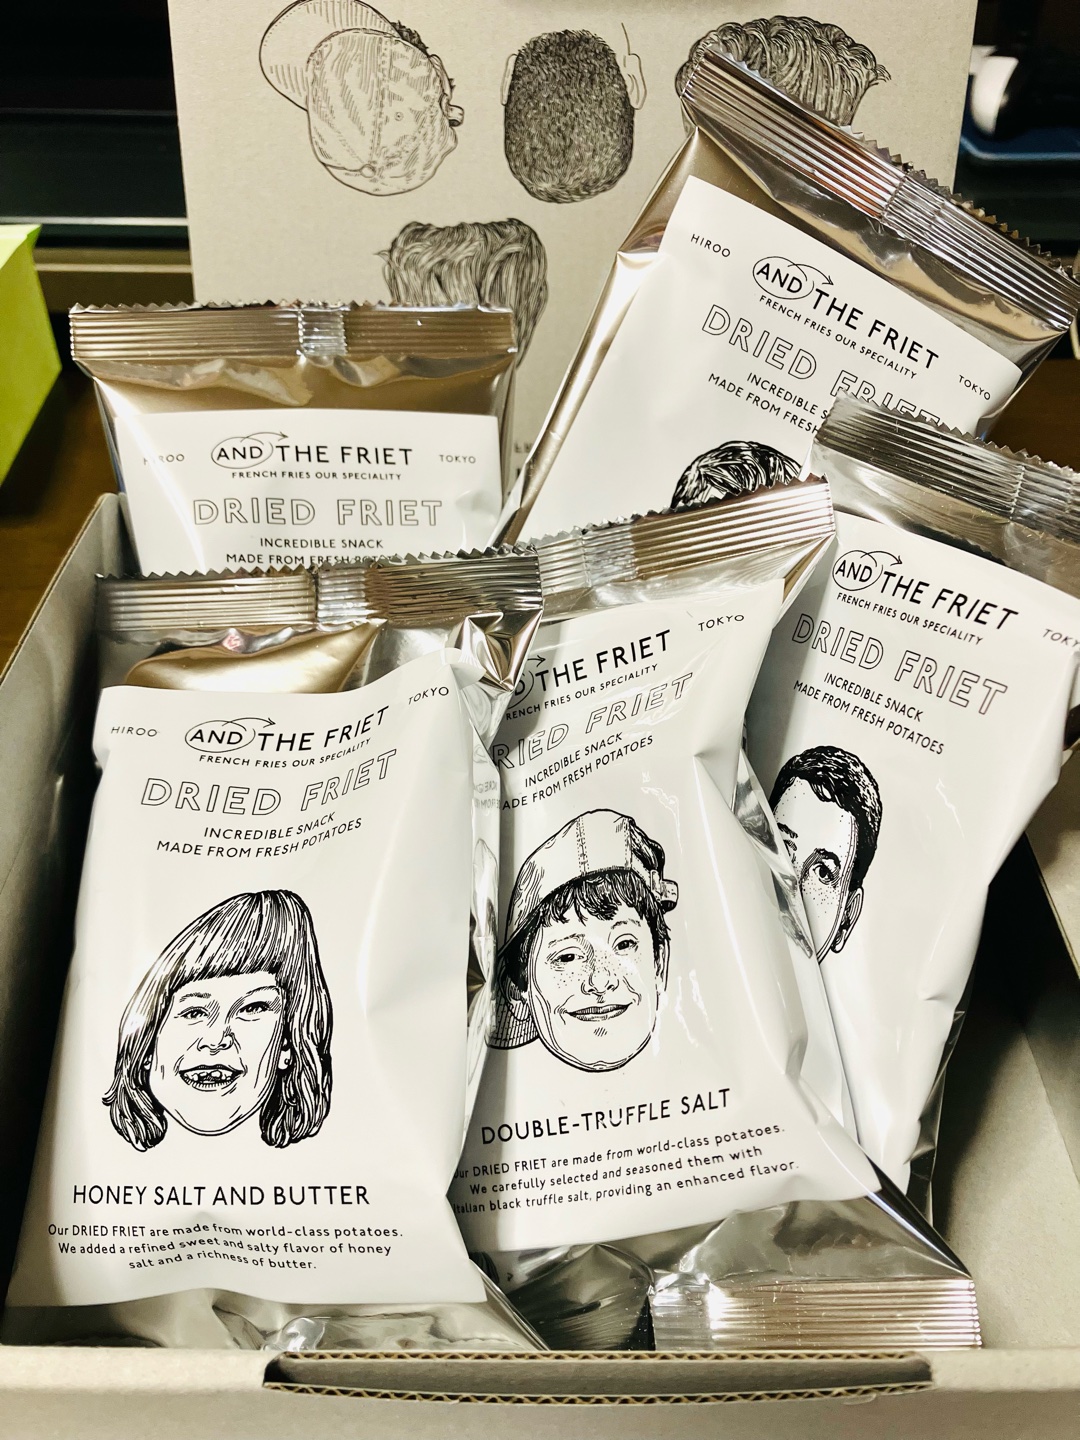 HIROO
AND THE FRIET
TOKYO
FRENCH FRIES OUR SPECIALITY
DRIED FRIET
INCREDIBLE SNACK
MADE FROM FRESH
HIROO
AND THE FRIET
TOKYO
FRENCH FRIES OUR SPECIALITY
DRIED FRIET
INCREDIBLE SNACK
MADE FROM FRESH POTATOES
AND THE FRIET
TOKYO
FRENCH FRIES OUR SPECIALITY
DRIED FRIET
INCREDIBLE SNACK
MADE FROM FRESH POTATOES
HIROO
AND THE FRIET
TOKYO
FRENCH FRIES OUR SPECIALITY
DRIED FRIET
INCREDIBLE SNACK
MADE FROM FRESH POTATOES
HONEY SALT AND BUTTER
Our DRIED FRIET are made from world-class potatoes.
We added a refined sweet and salty flavor of honey
salt and a richness of butter.
THE FRIET
TOKYO
FRIES OUR SPECIALITY
FRIET
INCREDIBLE SNACK
FROM FRESH POTATOES
DOUBLE-TRUFFLE SALT
DRIED FRIET are made from world-class potatoes.
We carefully selected and seasoned them with
black truffle salt, providing an enhanced flavor.